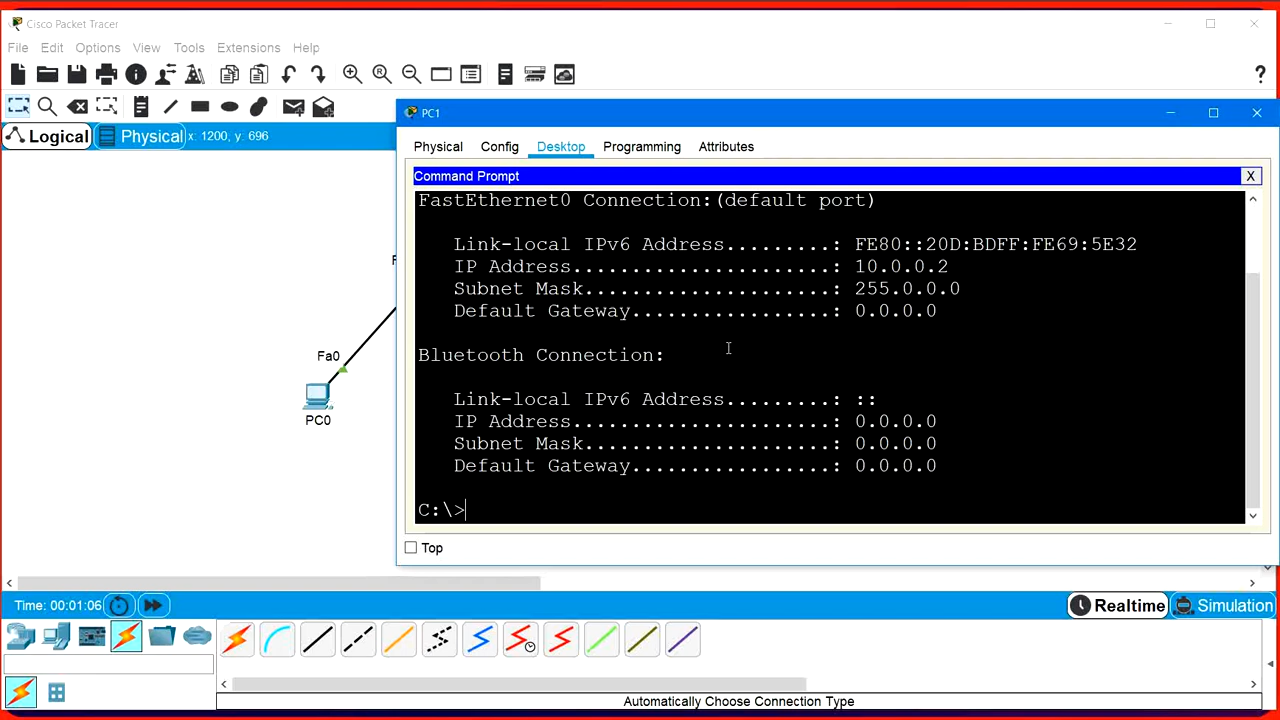 Cisco Packet Tracer
File Edit Options View Tools Extensions Help
?
Logical Physical x: 1200, y: 696
PC1
Physical Config Desktop Programming Attributes
Command Prompt X
FastEthernet0 Connection:(default port)
Link-local IPv6 Address.........: FE80::20D:BDFF:FE69:5E32
IP Address......................: 10.0.0.2
Subnet Mask.....................: 255.0.0.0
Default Gateway.................: 0.0.0.0
Bluetooth Connection:
Link-local IPv6 Address.........: ::
IP Address......................: 0.0.0.0
Subnet Mask.....................: 0.0.0.0
Default Gateway.................: 0.0.0.0
C:\>
Top
F
Fa0
PC0
Time: 00:01:06 Realtime Simulation
Automatically Choose Connection Type